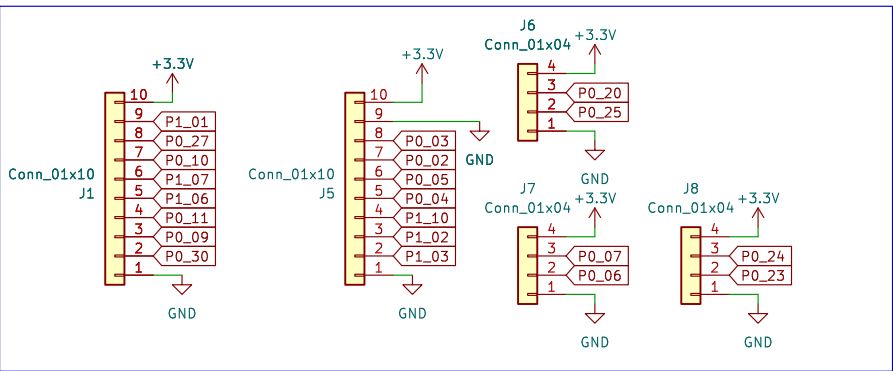 +3.3V
10
9 P1_01
8 P0_27
7 P0_10
6 P1_07
5 P1_06
4 P0_11
3 P0_09
2 P0_30
1
Conn_01x10
J1
GND
+3.3V
10
9
GND
8 P0_03
7 P0_02
6 P0_05
5 P0_04
4 P1_10
3 P1_02
2 P1_03
1
Conn_01x10
J5
GND
J6
Conn_01x04
+3.3V
4
3 P0_20
2 P0_25
1
GND
J7
Conn_01x04
+3.3V
4
3 P0_07
2 P0_06
1
GND
J8
Conn_01x04
+3.3V
4
3 P0_24
2 P0_23
1
GND